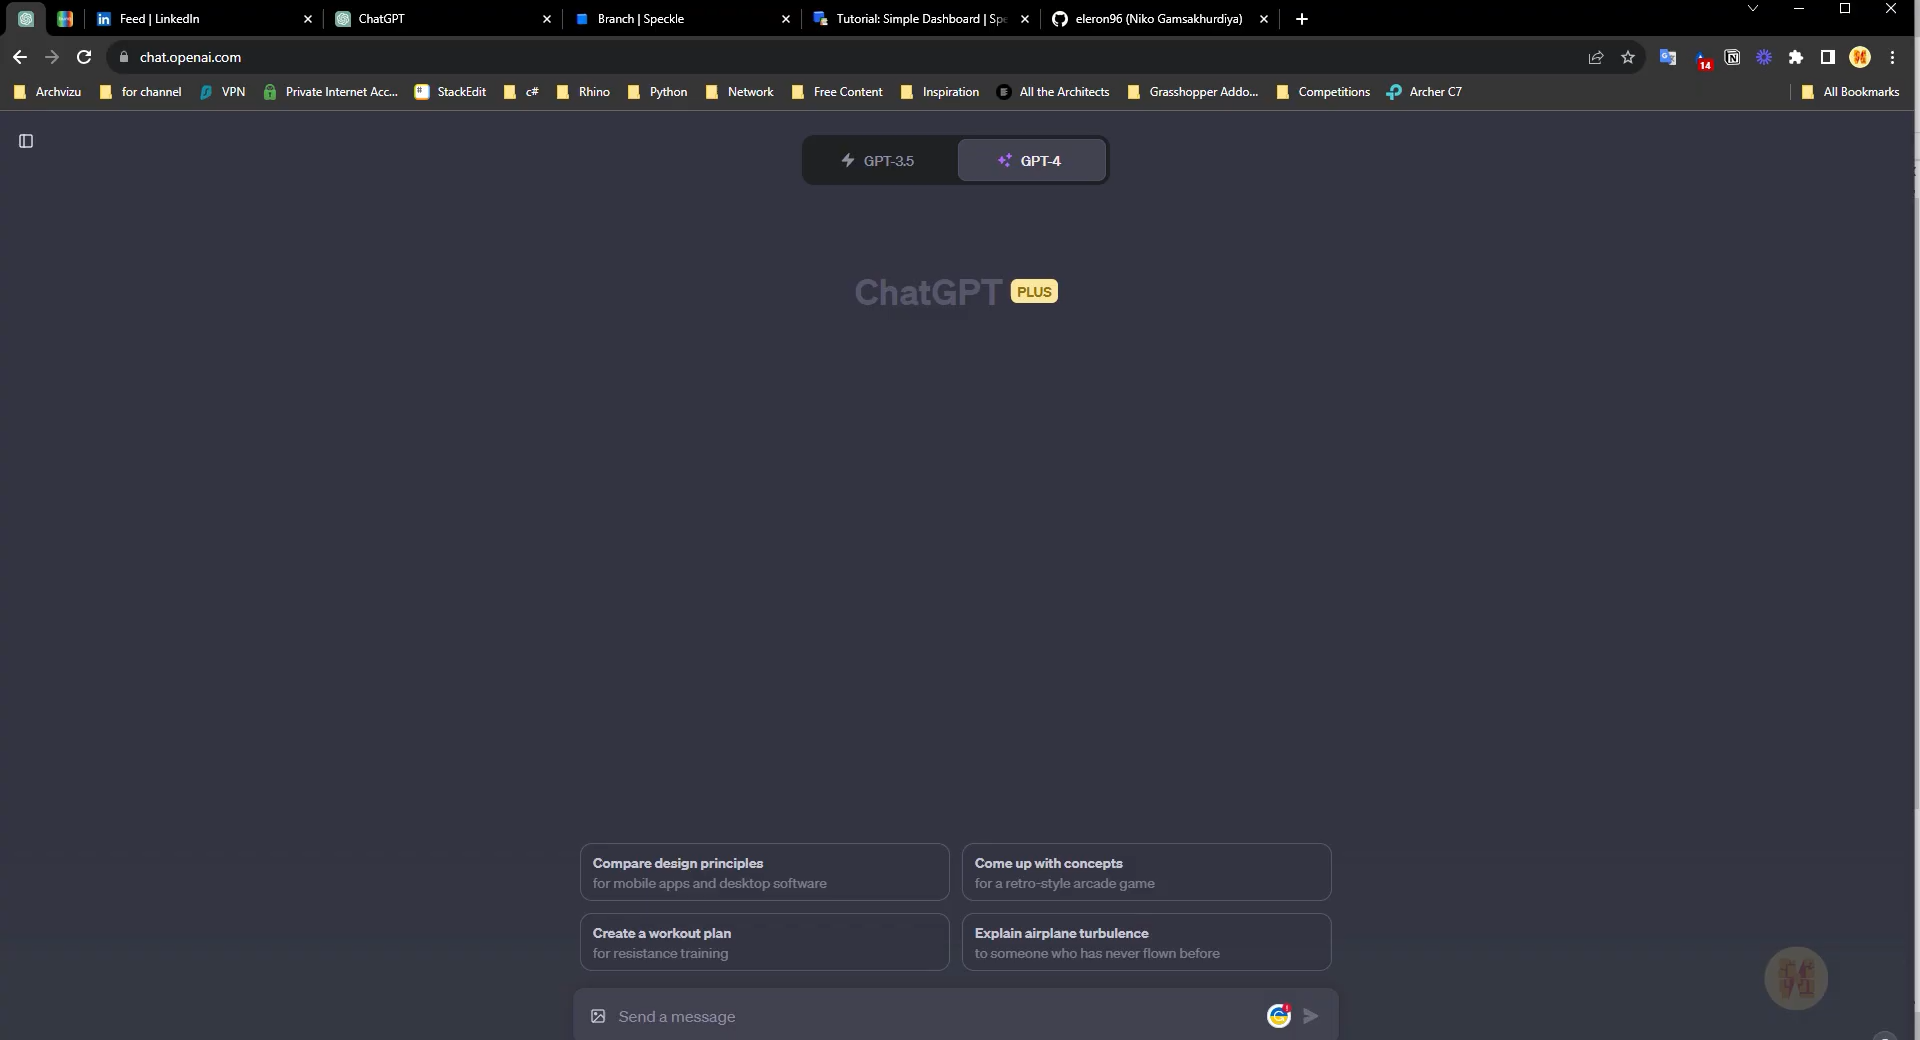 Feed | LinkedIn
ChatGPT
Branch | Speckle
Tutorial: Simple Dashboard | Spe
eleron96 (Niko Gamsakhurdiya)
chat.openai.com
14
Archvizu
for channel
VPN
Private Internet Acc...
StackEdit
c#
Rhino
Python
Network
Free Content
Inspiration
All the Architects
Grasshopper Addo...
Competitions
Archer C7
All Bookmarks
GPT-3.5
GPT-4
ChatGPT PLUS
Compare design principles
for mobile apps and desktop software
Come up with concepts
for a retro-style arcade game
Create a workout plan
for resistance training
Explain airplane turbulence
to someone who has never flown before
Send a message